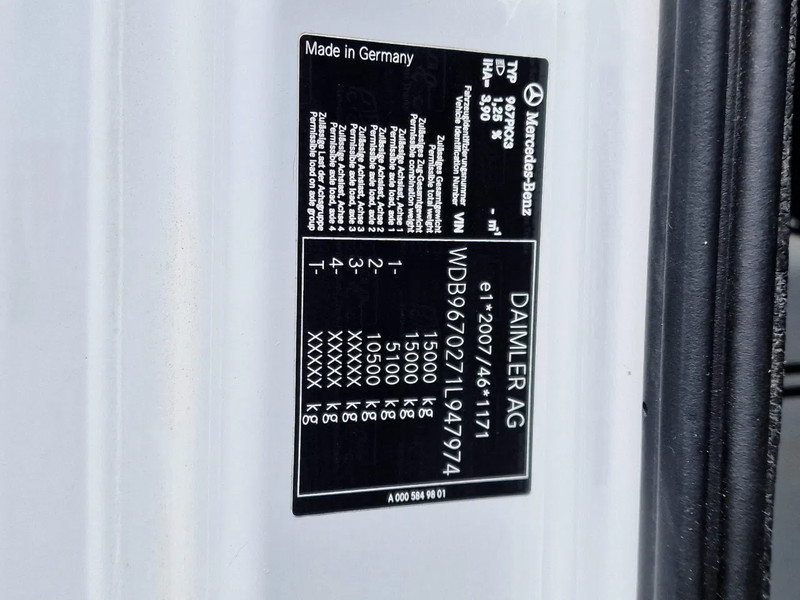 Made in Germany
Mercedes-Benz
TYP 967PKX3
1,25 %
IHA= 3,90 - m⁻¹
DAIMLER AG
e1*2007/46*1171
Fahrzeugidentifizierungsnummer
Vehicle Identification Number VIN WDB9670271L947974
Zulässiges Gesamtgewicht
Permissible total weight 15000 kg
Zulässiges Zug-Gesamtgewicht
Permissible combination weight 15000 kg
Zulässige Achslast, Achse 1
Permissible axle load, axle 1 1- 5100 kg
Zulässige Achslast, Achse 2
Permissible axle load, axle 2 2- 10500 kg
Zulässige Achslast, Achse 3
Permissible axle load, axle 3 3- XXXXX kg
Zulässige Achslast, Achse 4
Permissible axle load, axle 4 4- XXXXX kg
Zulässige Last der Achsgruppe
Permissible load on axle group T- XXXXX kg
A 000 584 98 01